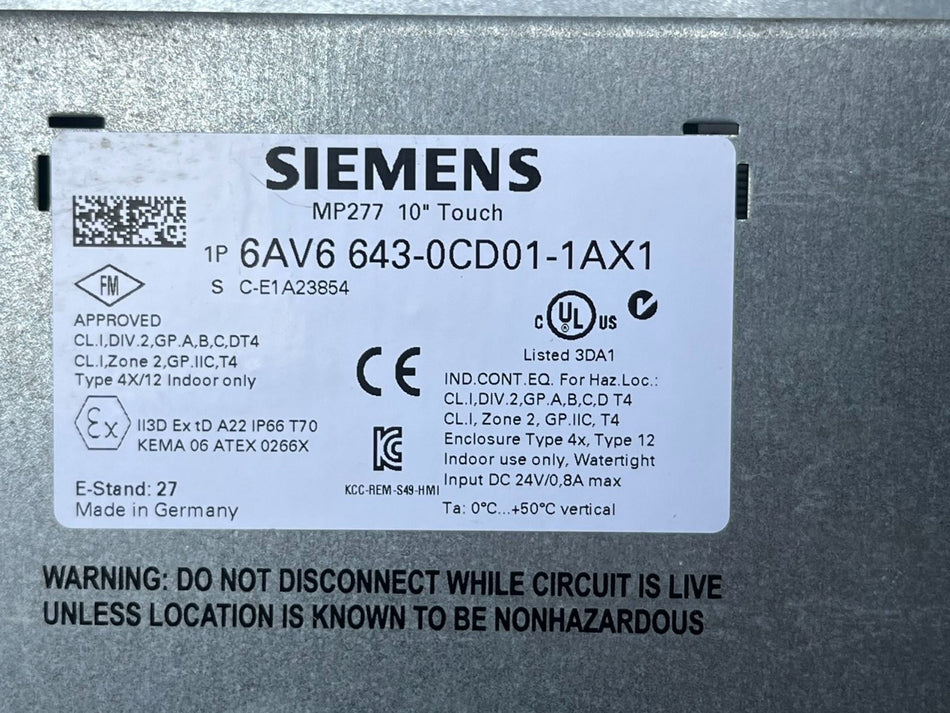 SIEMENS
MP277 10" Touch
1P 6AV6 643-0CD01-1AX1
S C-E1A23854
FM
APPROVED
CL.I,DIV.2,GP.A,B,C,DT4
CL.I,Zone 2,GP.IIC,T4
Type 4X/12 Indoor only
Ex II3D Ex tD A22 IP66 T70
KEMA 06 ATEX 0266X
E-Stand: 27
Made in Germany
CE
KCC-REM-S49-HMI
C UL® US
Listed 3DA1
IND.CONT.EQ. For Haz.Loc.:
CL.I,DIV.2,GP.A,B,C,D T4
CL.I, Zone 2, GP.IIC, T4
Enclosure Type 4x, Type 12
Indoor use only, Watertight
Input DC 24V/0,8A max
Ta: 0°C...+50°C vertical
WARNING: DO NOT DISCONNECT WHILE CIRCUIT IS LIVE
UNLESS LOCATION IS KNOWN TO BE NONHAZARDOUS